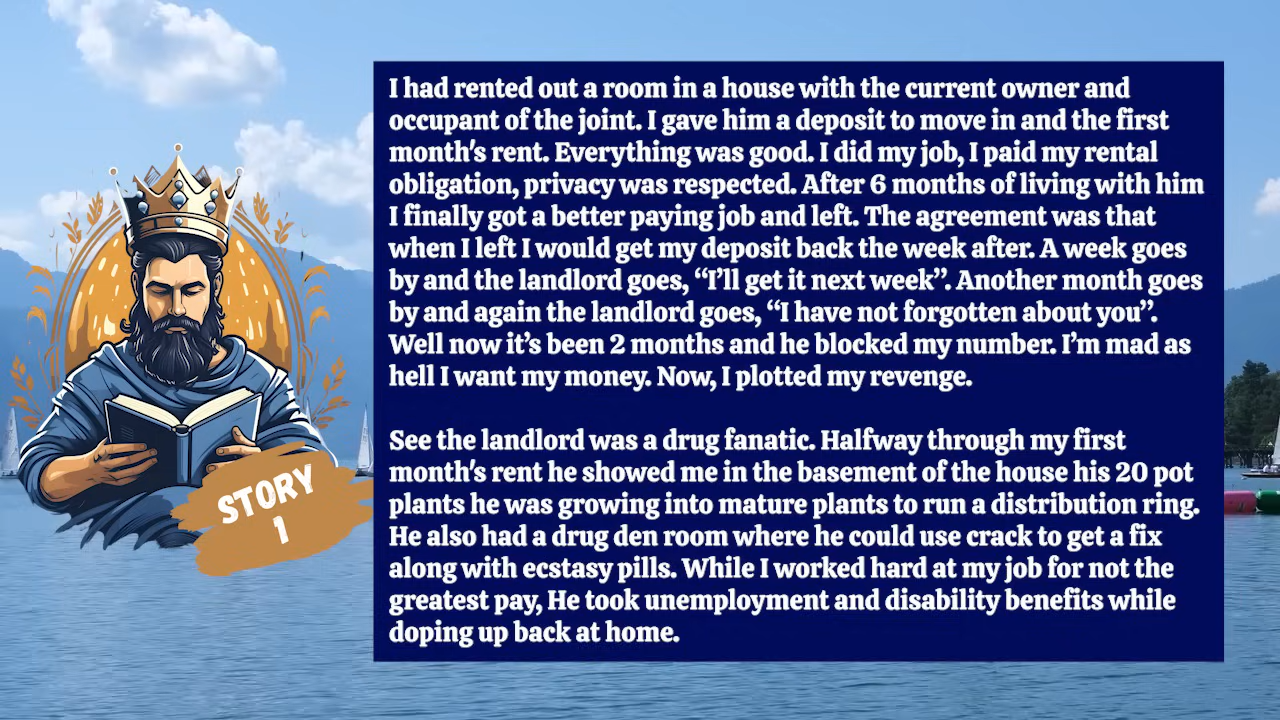 I had rented out a room in a house with the current owner and
occupant of the joint. I gave him a deposit to move in and the first
month's rent. Everything was good. I did my job, I paid my rental
obligation, privacy was respected. After 6 months of living with him
I finally got a better paying job and left. The agreement was that
when I left I would get my deposit back the week after. A week goes
by and the landlord goes, “I’ll get it next week”. Another month goes
by and again the landlord goes, “I have not forgotten about you”.
Well now it’s been 2 months and he blocked my number. I’m mad as
hell I want my money. Now, I plotted my revenge.
See the landlord was a drug fanatic. Halfway through my first
month's rent he showed me in the basement of the house his 20 pot
plants he was growing into mature plants to run a distribution ring.
He also had a drug den room where he could use crack to get a fix
along with ecstasy pills. While I worked hard at my job for not the
greatest pay, He took unemployment and disability benefits while
doping up back at home.
STORY
1